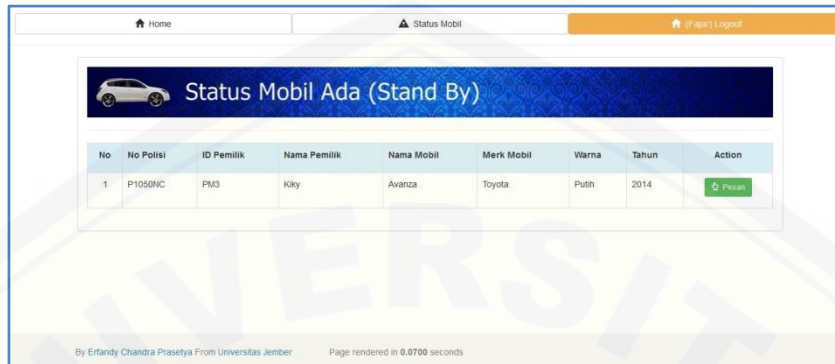 Home Status Mobil (Fajar) Logout
Status Mobil Ada (Stand By)
No No Polisi ID Pemilik Nama Pemilik Nama Mobil Merk Mobil Warna Tahun Action
1 P1050NC PM3 Kiky Avanza Toyota Putih 2014 Pesan
UNIVERSIT
By Erfandy Chandra Prasetya From Universitas Jember Page rendered in 0.0700 seconds